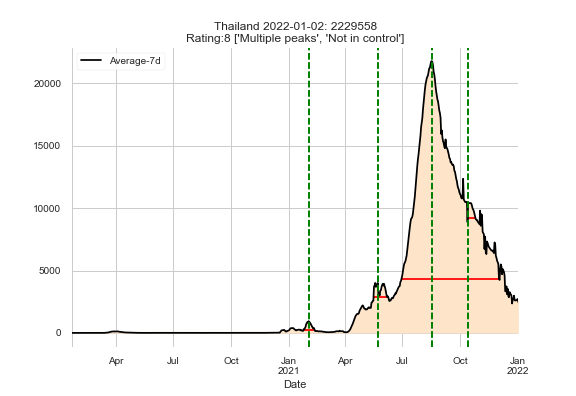 Thailand 2022-01-02: 2229558
Rating:8 ['Multiple peaks', 'Not in control']
Average-7d
20000
15000
10000
5000
0
Apr Jul Oct Jan Apr Jul Oct Jan
2021 2022
Date